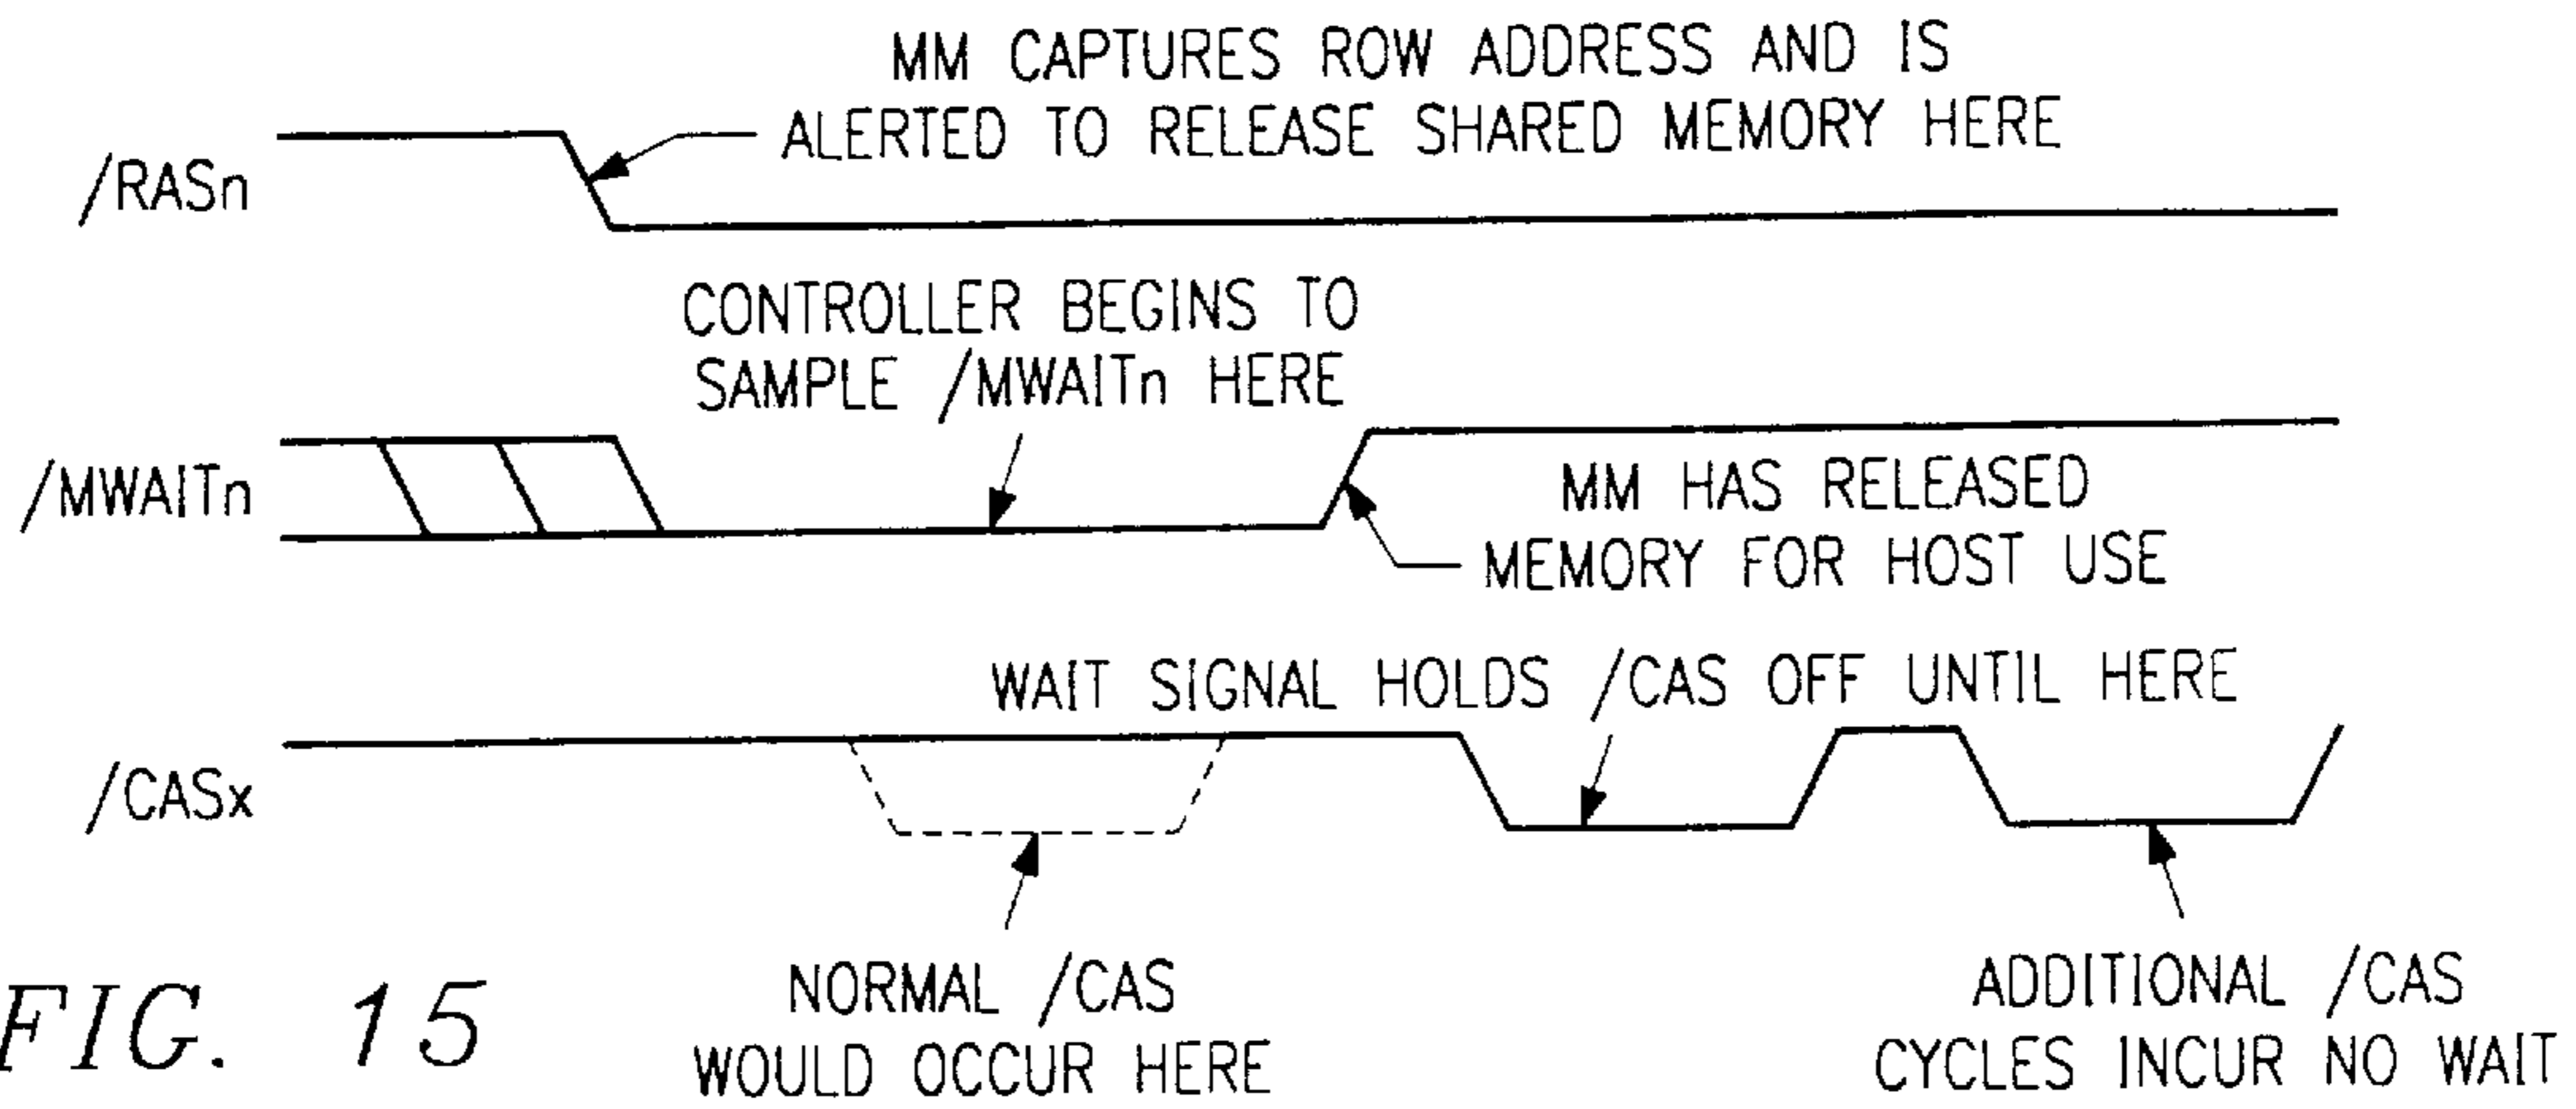 MM CAPTURES ROW ADDRESS AND IS
ALERTED TO RELEASE SHARED MEMORY HERE
/RASn
CONTROLLER BEGINS TO
SAMPLE /MWAITn HERE
/MWAITn
MM HAS RELEASED
MEMORY FOR HOST USE
WAIT SIGNAL HOLDS /CAS OFF UNTIL HERE
/CASx
NORMAL /CAS
WOULD OCCUR HERE
ADDITIONAL /CAS
CYCLES INCUR NO WAIT
FIG. 15